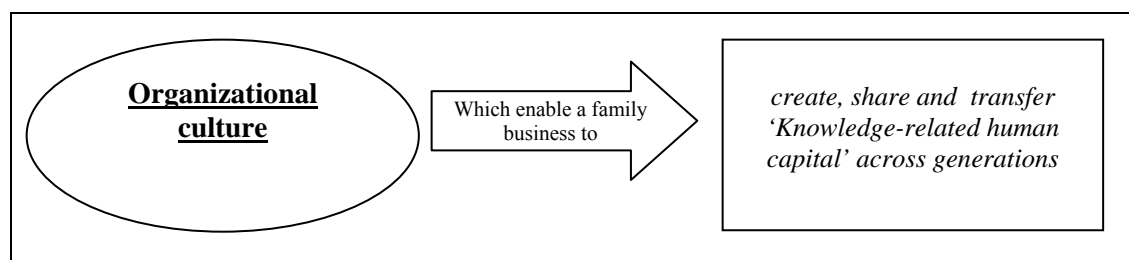 Organizational
culture
Which enable a family
business to
create, share and transfer
‘Knowledge-related human
capital’ across generations